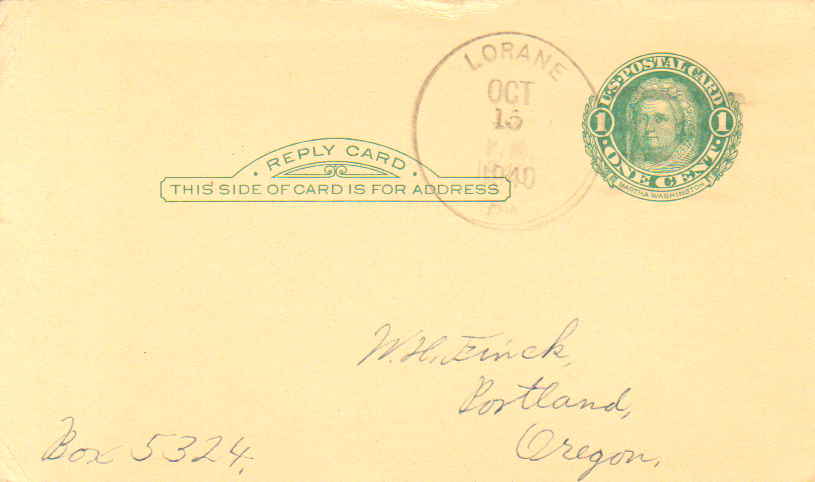 LORANE
OCT
15
1940
U.S. POSTAL CARD
1 1
ONE CENT
MARTHA WASHINGTON
REPLY CARD
THIS SIDE OF CARD IS FOR ADDRESS
W. H. Finck,
Portland,
Oregon.
Box 5324.